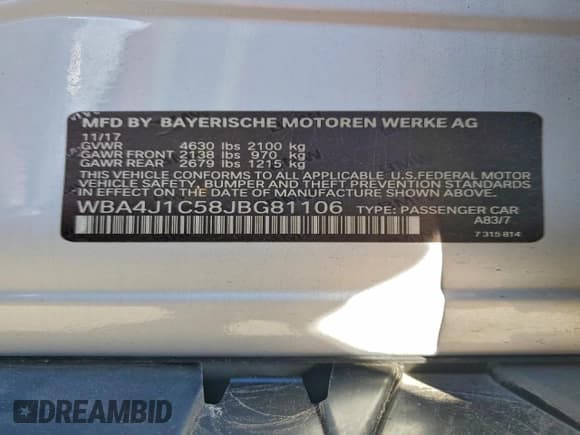 MFD BY BAYERISCHE MOTOREN WERKE AG
11/17
GVWR 4630 lbs 2100 kg
GAWR FRONT 2138 lbs 970 kg
GAWR REAR 2679 lbs 1215 kg
THIS VEHICLE CONFORMS TO ALL APPLICABLE U.S.FEDERAL MOTOR
VEHICLE SAFETY, BUMPER AND THEFT PREVENTION STANDARDS
IN EFFECT ON THE DATE OF MANUFACTURE SHOWN ABOVE.
WBA4J1C58JBG81106 TYPE: PASSENGER CAR
A83/7
7 315 814
DREAMBID